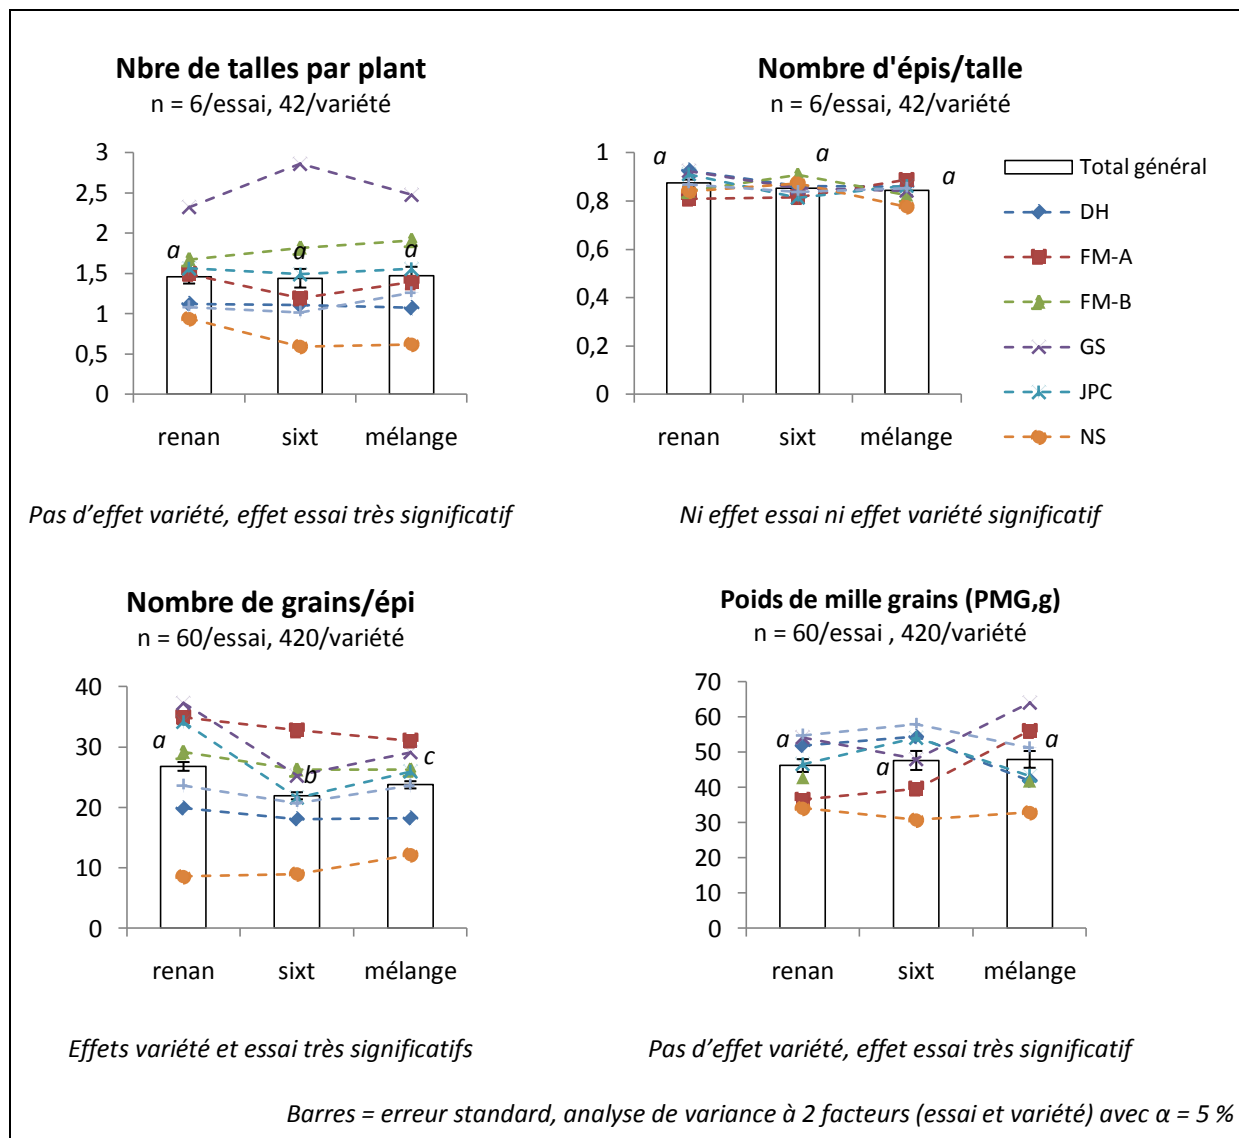 Nbre de talles par plant
n = 6/essai, 42/variété
3
2,5
2
1,5
1
0,5
0
a
a
a
renan
sixt
mélange
Pas d'effet variété, effet essai très significatif
Nombre d'épis/talle
n = 6/essai, 42/variété
1
0,8
0,6
0,4
0,2
0
a
a
a
renan
sixt
mélange
Total général
DH
FM-A
FM-B
GS
JPC
NS
Ni effet essai ni effet variété significatif
Nombre de grains/épi
n = 60/essai, 420/variété
40
30
20
10
0
a
b
c
renan
sixt
mélange
Effets variété et essai très significatifs
Poids de mille grains (PMG,g)
n = 60/essai , 420/variété
70
60
50
40
30
20
10
0
a
a
a
renan
sixt
mélange
Pas d'effet variété, effet essai très significatif
Barres = erreur standard, analyse de variance à 2 facteurs (essai et variété) avec α = 5 %